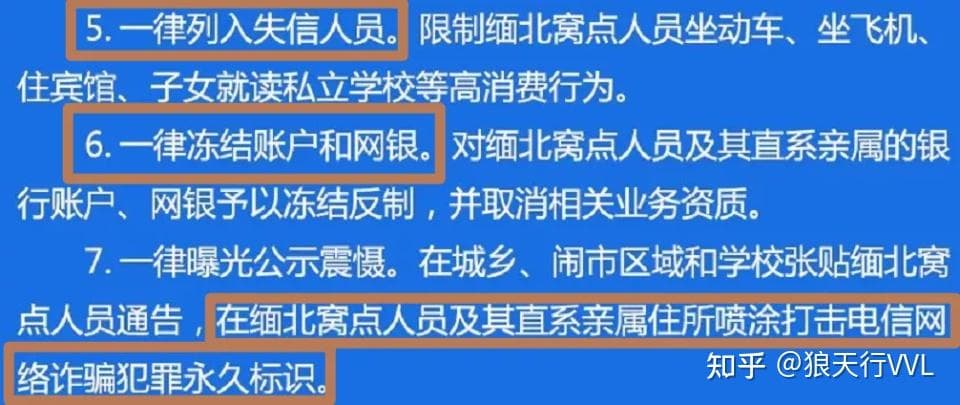 5. 一律列入失信人员。限制缅北窝点人员坐动车、坐飞机、
住宾馆、子女就读私立学校等高消费行为。
6. 一律冻结账户和网银。对缅北窝点人员及其直系亲属的银
行账户、网银予以冻结反制，并取消相关业务资质。
7. 一律曝光公示震慑。在城乡、闹市区域和学校张贴缅北窝
点人员通告，在缅北窝点人员及其直系亲属住所喷涂打击电信网
络诈骗犯罪永久标识。
知乎 @狼天行VVL